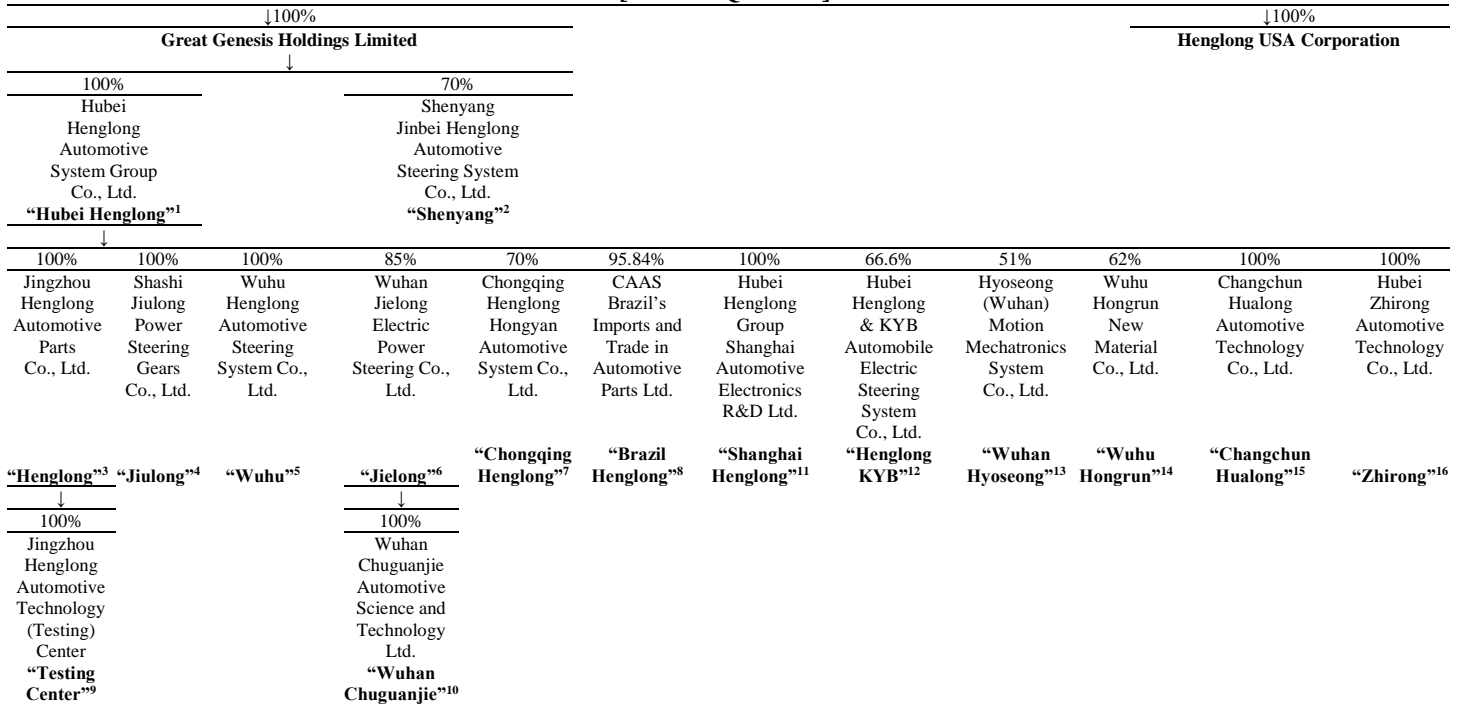 ↓100% ↓100%
Great Genesis Holdings Limited Henglong USA Corporation
↓
100% 70%
Hubei Shenyang
Henglong Jinbei Henglong
Automotive Automotive
System Group Steering System
Co., Ltd. Co., Ltd.
“Hubei Henglong”1 “Shenyang”2
↓
100% 100% 100% 85% 70% 95.84% 100% 66.6% 51% 62% 100% 100%
Jingzhou Shashi Wuhu Wuhan Chongqing CAAS Hubei Hubei Hyoseong Wuhu Changchun Hubei
Henglong Jiulong Henglong Jielong Henglong Brazil’s Henglong Henglong (Wuhan) Hongrun Hualong Zhirong
Automotive Power Automotive Electric Hongyan Imports and Group & KYB Motion New Automotive Automotive
Parts Steering Steering Power Automotive Trade in Shanghai Automobile Mechatronics Material Technology Technology
Co., Ltd. Gears System Co., Steering Co., System Co., Automotive Automotive Electric System Co., Ltd. Co., Ltd. Co., Ltd.
Co., Ltd. Ltd. Ltd. Ltd. Parts Ltd. Electronics Steering Co., Ltd.
R&D Ltd. System
Co., Ltd.
“Chongqing “Brazil “Shanghai “Henglong “Wuhan “Wuhu “Changchun
“Henglong”3 “Jiulong”4 “Wuhu”5 “Jielong”6 Henglong”7 Henglong”8 Henglong”11 KYB”12 Hyoseong”13 Hongrun”14 Hualong”15 “Zhirong”16
↓ ↓
100% 100%
Jingzhou Wuhan
Henglong Chuguanjie
Automotive Automotive
Technology Science and
(Testing) Technology
Center Ltd.
“Testing “Wuhan
Center”9 Chuguanjie”10